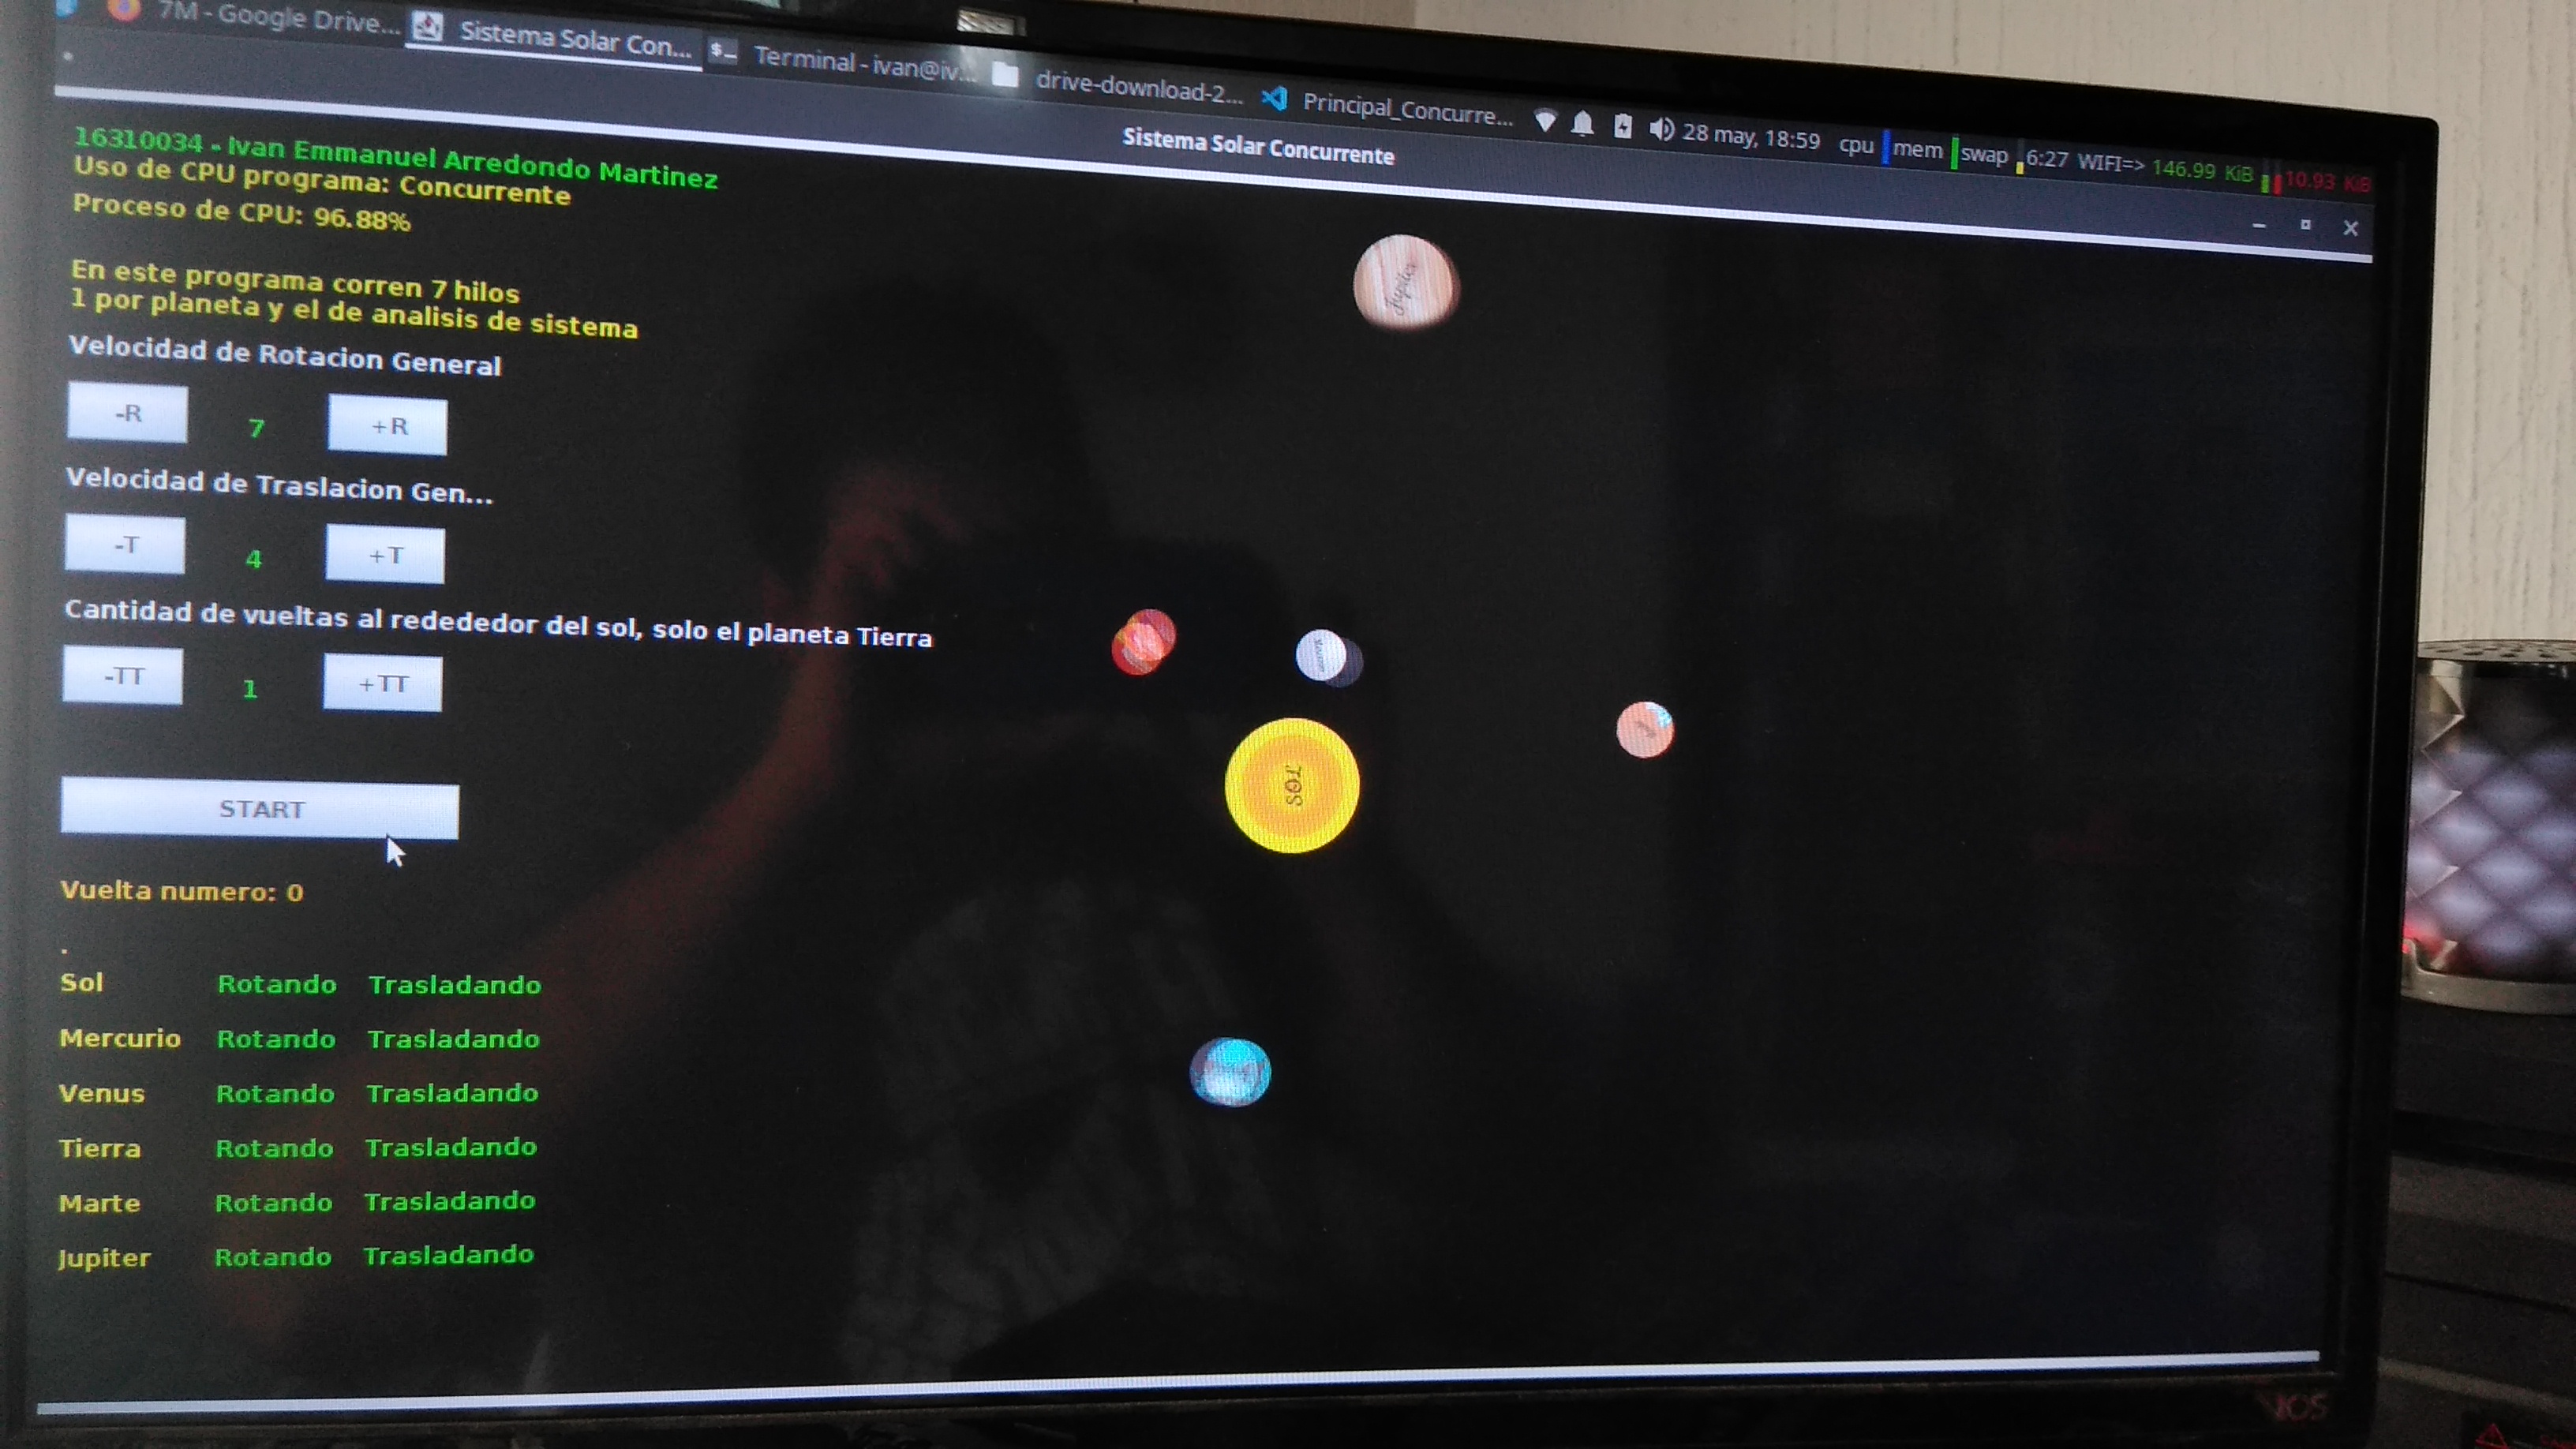 7M - Google Drive...
Sistema Solar Con...
$_
Terminal - ivan@iv...
drive-download-2...
Principal_Concurre...
28 may, 18:59
cpu
mem
swap
6:27
WIFI=> 146.99 KiB
10.93 KiB
Sistema Solar Concurrente
16310034 - Ivan Emmanuel Arredondo Martinez
Uso de CPU programa: Concurrente
Proceso de CPU: 96.88%
En este programa corren 7 hilos
1 por planeta y el de analisis de sistema
Velocidad de Rotacion General
-R 7 +R
Velocidad de Traslacion Gen...
-T 4 +T
Cantidad de vueltas al rededédor del sol, solo el planeta Tierra
-TT 1 +TT
START
Vuelta numero: 0
.
Sol Rotando Trasladando
Mercurio Rotando Trasladando
Venus Rotando Trasladando
Tierra Rotando Trasladando
Marte Rotando Trasladando
Jupiter Rotando Trasladando
Jupiter
SOL